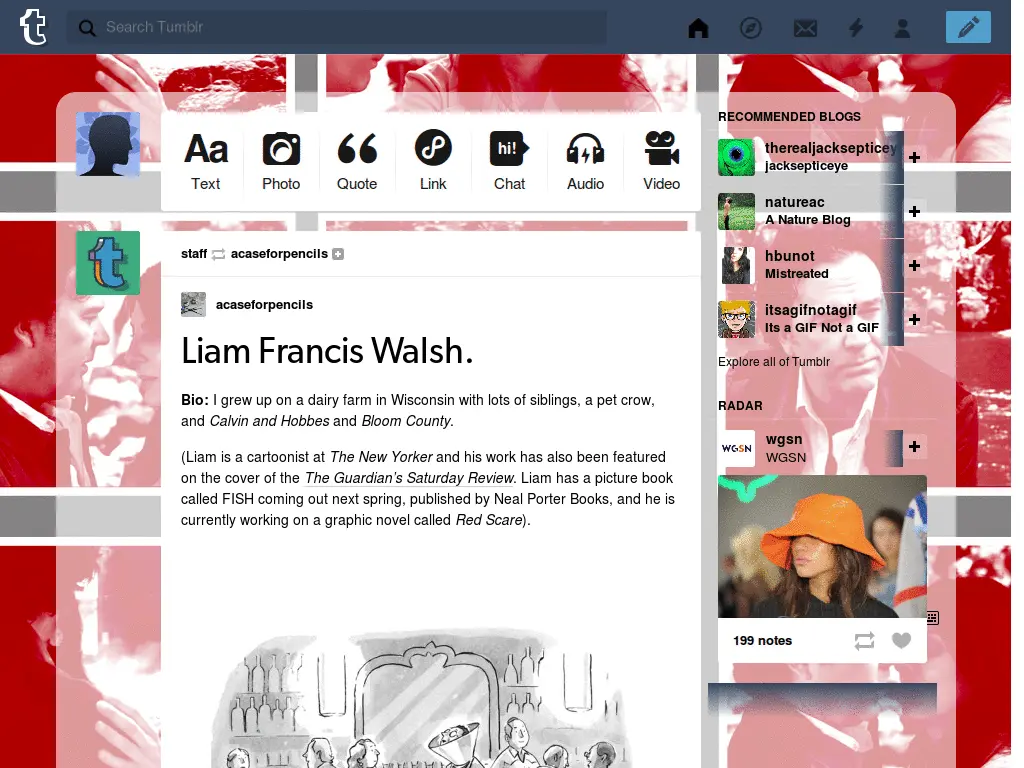 Search Tumblr
Aa
Text
Photo
Quote
Link
hi!
Chat
Audio
Video
staff acaseforpencils
acaseforpencils
Liam Francis Walsh.
Bio: I grew up on a dairy farm in Wisconsin with lots of siblings, a pet crow,
and Calvin and Hobbes and Bloom County.
(Liam is a cartoonist at The New Yorker and his work has also been featured
on the cover of the The Guardian’s Saturday Review. Liam has a picture book
called FISH coming out next spring, published by Neal Porter Books, and he is
currently working on a graphic novel called Red Scare).
RECOMMENDED BLOGS
therealjacksepticey
jacksepticeye
natureac
A Nature Blog
hbunot
Mistreated
itsagifnotagif
Its a GIF Not a GIF
Explore all of Tumblr
RADAR
WGSN
wgsn
WGSN
199 notes